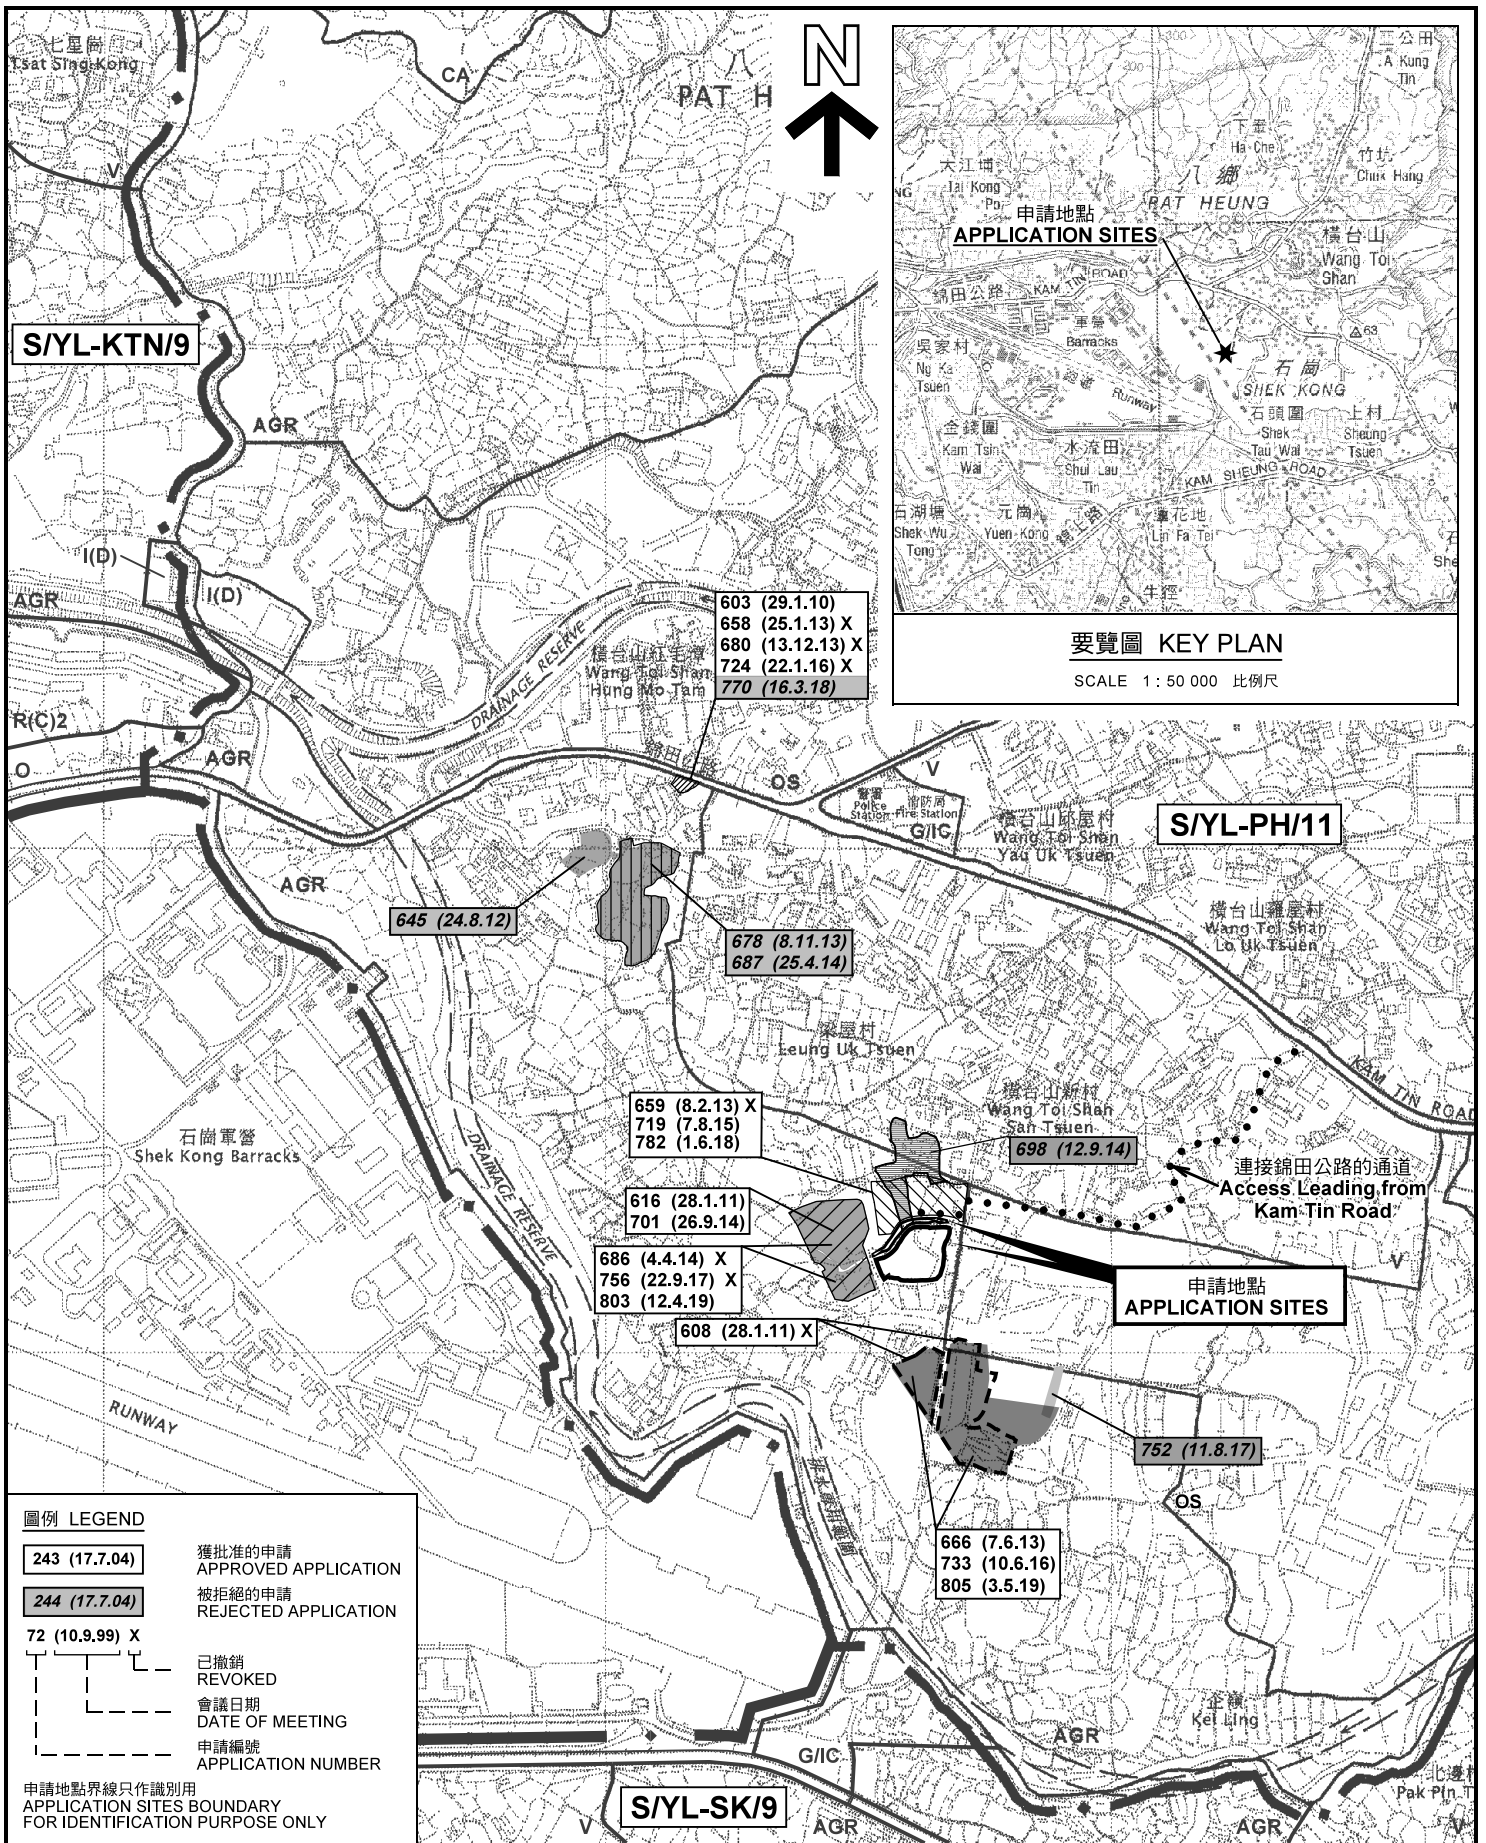 七星崗
Tsat Sing Kong
CA
八
PAT H
N
V
S/YL-KTN/9
AGR
I(D)
I(D)
AGR
R(C)2
O
AGR
AGR
DRAINAGE RESERVE
橫台山紅毛潭
Wang Toi Shan
Hung Mo Tam
DRAINAGE RESERVE
603 (29.1.10)
658 (25.1.13) X
680 (13.12.13) X
724 (22.1.16) X
770 (16.3.18)
錦田公路
OS
V
警署
Police
Station
消防局
Fire Station
G/IC
橫台山邱屋村
Wang Toi Shan
Yau Uk Tsuen
S/YL-PH/11
橫台山羅屋村
Wang Toi Shan
Lo Uk Tsuen
KAM TIN ROAD
645 (24.8.12)
678 (8.11.13)
687 (25.4.14)
梁屋村
Leung Uk Tsuen
橫台山新村
Wang Toi Shan
San Tsuen
698 (12.9.14)
659 (8.2.13) X
719 (7.8.15)
782 (1.6.18)
616 (28.1.11)
701 (26.9.14)
686 (4.4.14) X
756 (22.9.17) X
803 (12.4.19)
608 (28.1.11) X
連接錦田公路的通道
Access Leading from
Kam Tin Road
V
申請地點
APPLICATION SITES
752 (11.8.17)
OS
666 (7.6.13)
733 (10.6.16)
805 (3.5.19)
石崗軍營
Shek Kong Barracks
DRAINAGE RESERVE
RUNWAY
企嶺
Kei Ling
AGR
G/IC
S/YL-SK/9
V
AGR
AGR
V
Pak Pin T
三公田
A Kung
Tin
下輋
Ha Che
竹坑
Chuk Hang
大江埔
Tai Kong
Po
八鄉
PAT HEUNG
申請地點
APPLICATION SITES
橫台山
Wang Toi
Shan
錦田公路
KAM TIN ROAD
軍營
Barracks
63
吳家村
Ng Ka
Tsuen
石崗
SHEK KONG
跑道
Runway
石頭圍
Shek
Tau Wai
上村
Sheung
Tsuen
金錢圍
Kam Tsin
Wai
水流田
Shui Lau
Tin
KAM SHEUNG ROAD
石湖塘
Shek Wu
Tong
元崗
Yuen Kong
蓮花地
Lin Fa Tei
牛徑
要覽圖 KEY PLAN
SCALE 1 : 50 000 比例尺
圖例 LEGEND
243 (17.7.04)
獲批准的申請
APPROVED APPLICATION
244 (17.7.04)
被拒絕的申請
REJECTED APPLICATION
72 (10.9.99) X
已撤銷
REVOKED
會議日期
DATE OF MEETING
申請編號
APPLICATION NUMBER
申請地點界線只作識別用
APPLICATION SITES BOUNDARY
FOR IDENTIFICATION PURPOSE ONLY